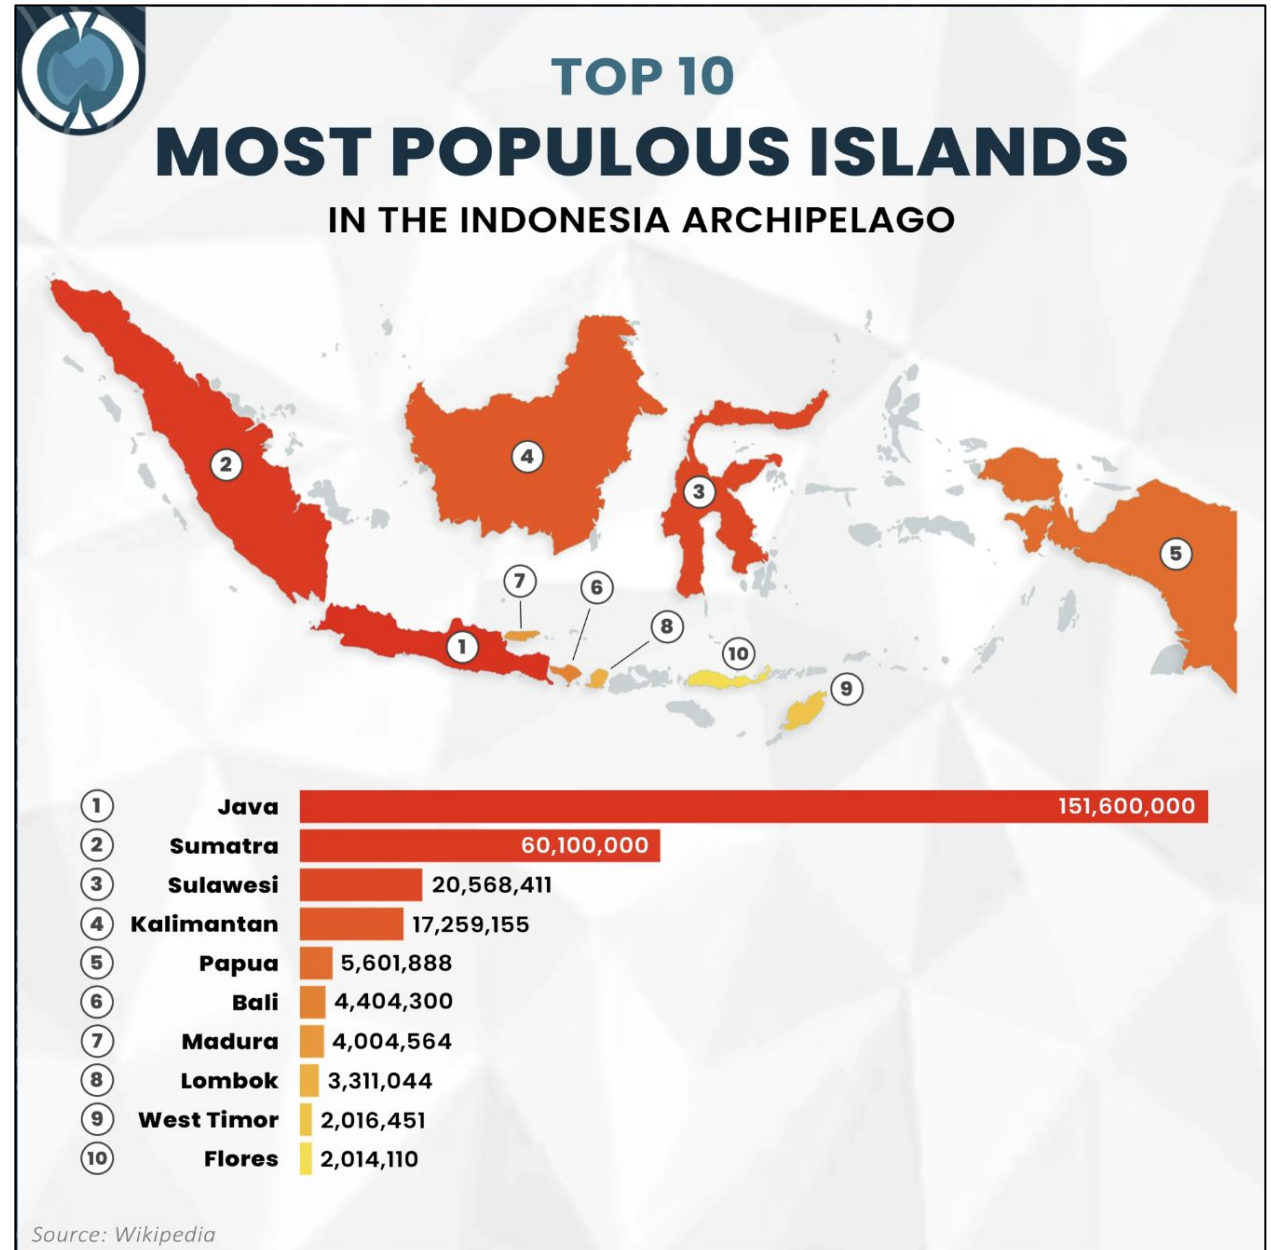 TOP 10
MOST POPULOUS ISLANDS
IN THE INDONESIA ARCHIPELAGO
2
4
3
5
7
6
8
1
10
9
1 Java 151,600,000
2 Sumatra 60,100,000
3 Sulawesi 20,568,411
4 Kalimantan 17,259,155
5 Papua 5,601,888
6 Bali 4,404,300
7 Madura 4,004,564
8 Lombok 3,311,044
9 West Timor 2,016,451
10 Flores 2,014,110
Source: Wikipedia